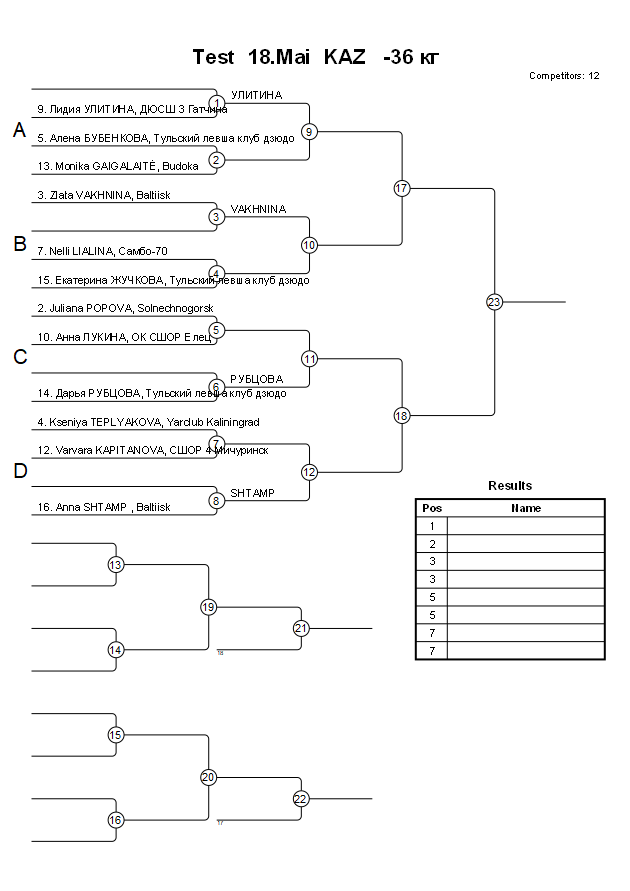 Test 18.Mai KAZ -36 кг
Competitors: 12
УЛИТИНА
1
9. Лидия УЛИТИНА, ДЮСШ 3 Гатчина
A
9
5. Алена БУБЕНКОВА, Тульский левша клуб дзюдо
2
13. Monika GAIGALAITĖ, Budoka
17
3. Zlata VAKHNINA, Baltiisk
VAKHNINA
3
B
10
7. Nelli LIALINA, Самбо-70
4
15. Екатерина ЖУЧКОВА, Тульский левша клуб дзюдо
23
2. Juliana POPOVA, Solnechnogorsk
5
10. Анна ЛУКИНА, ОК СШОР Елец
C
11
РУБЦОВА
6
14. Дарья РУБЦОВА, Тульский левша клуб дзюдо
18
4. Kseniya TEPLYAKOVA, Yarclub Kaliningrad
7
12. Varvara KAPITANOVA, СШОР 4 Мичуринск
D
12
SHTAMP
8
16. Anna SHTAMP , Baltiisk
Results
Pos Name
1
2
3
3
5
5
7
7
13
19
21
14
18
15
20
22
16
17